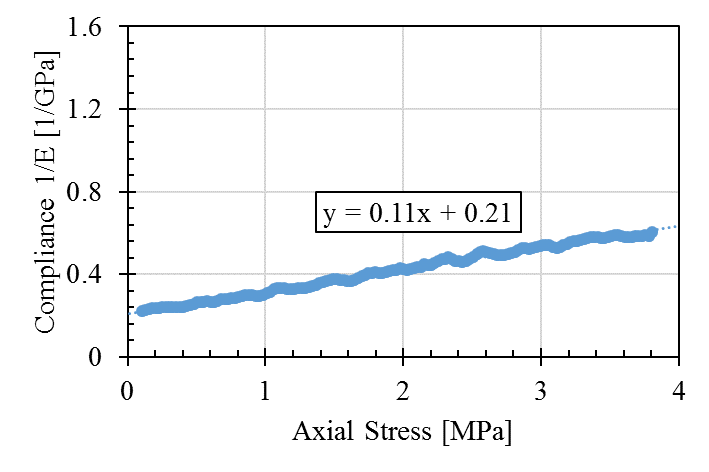 Compliance 1/E [1/GPa]
1.6
1.2
0.8
0.4
0
y = 0.11x + 0.21
0 1 2 3 4
Axial Stress [MPa]